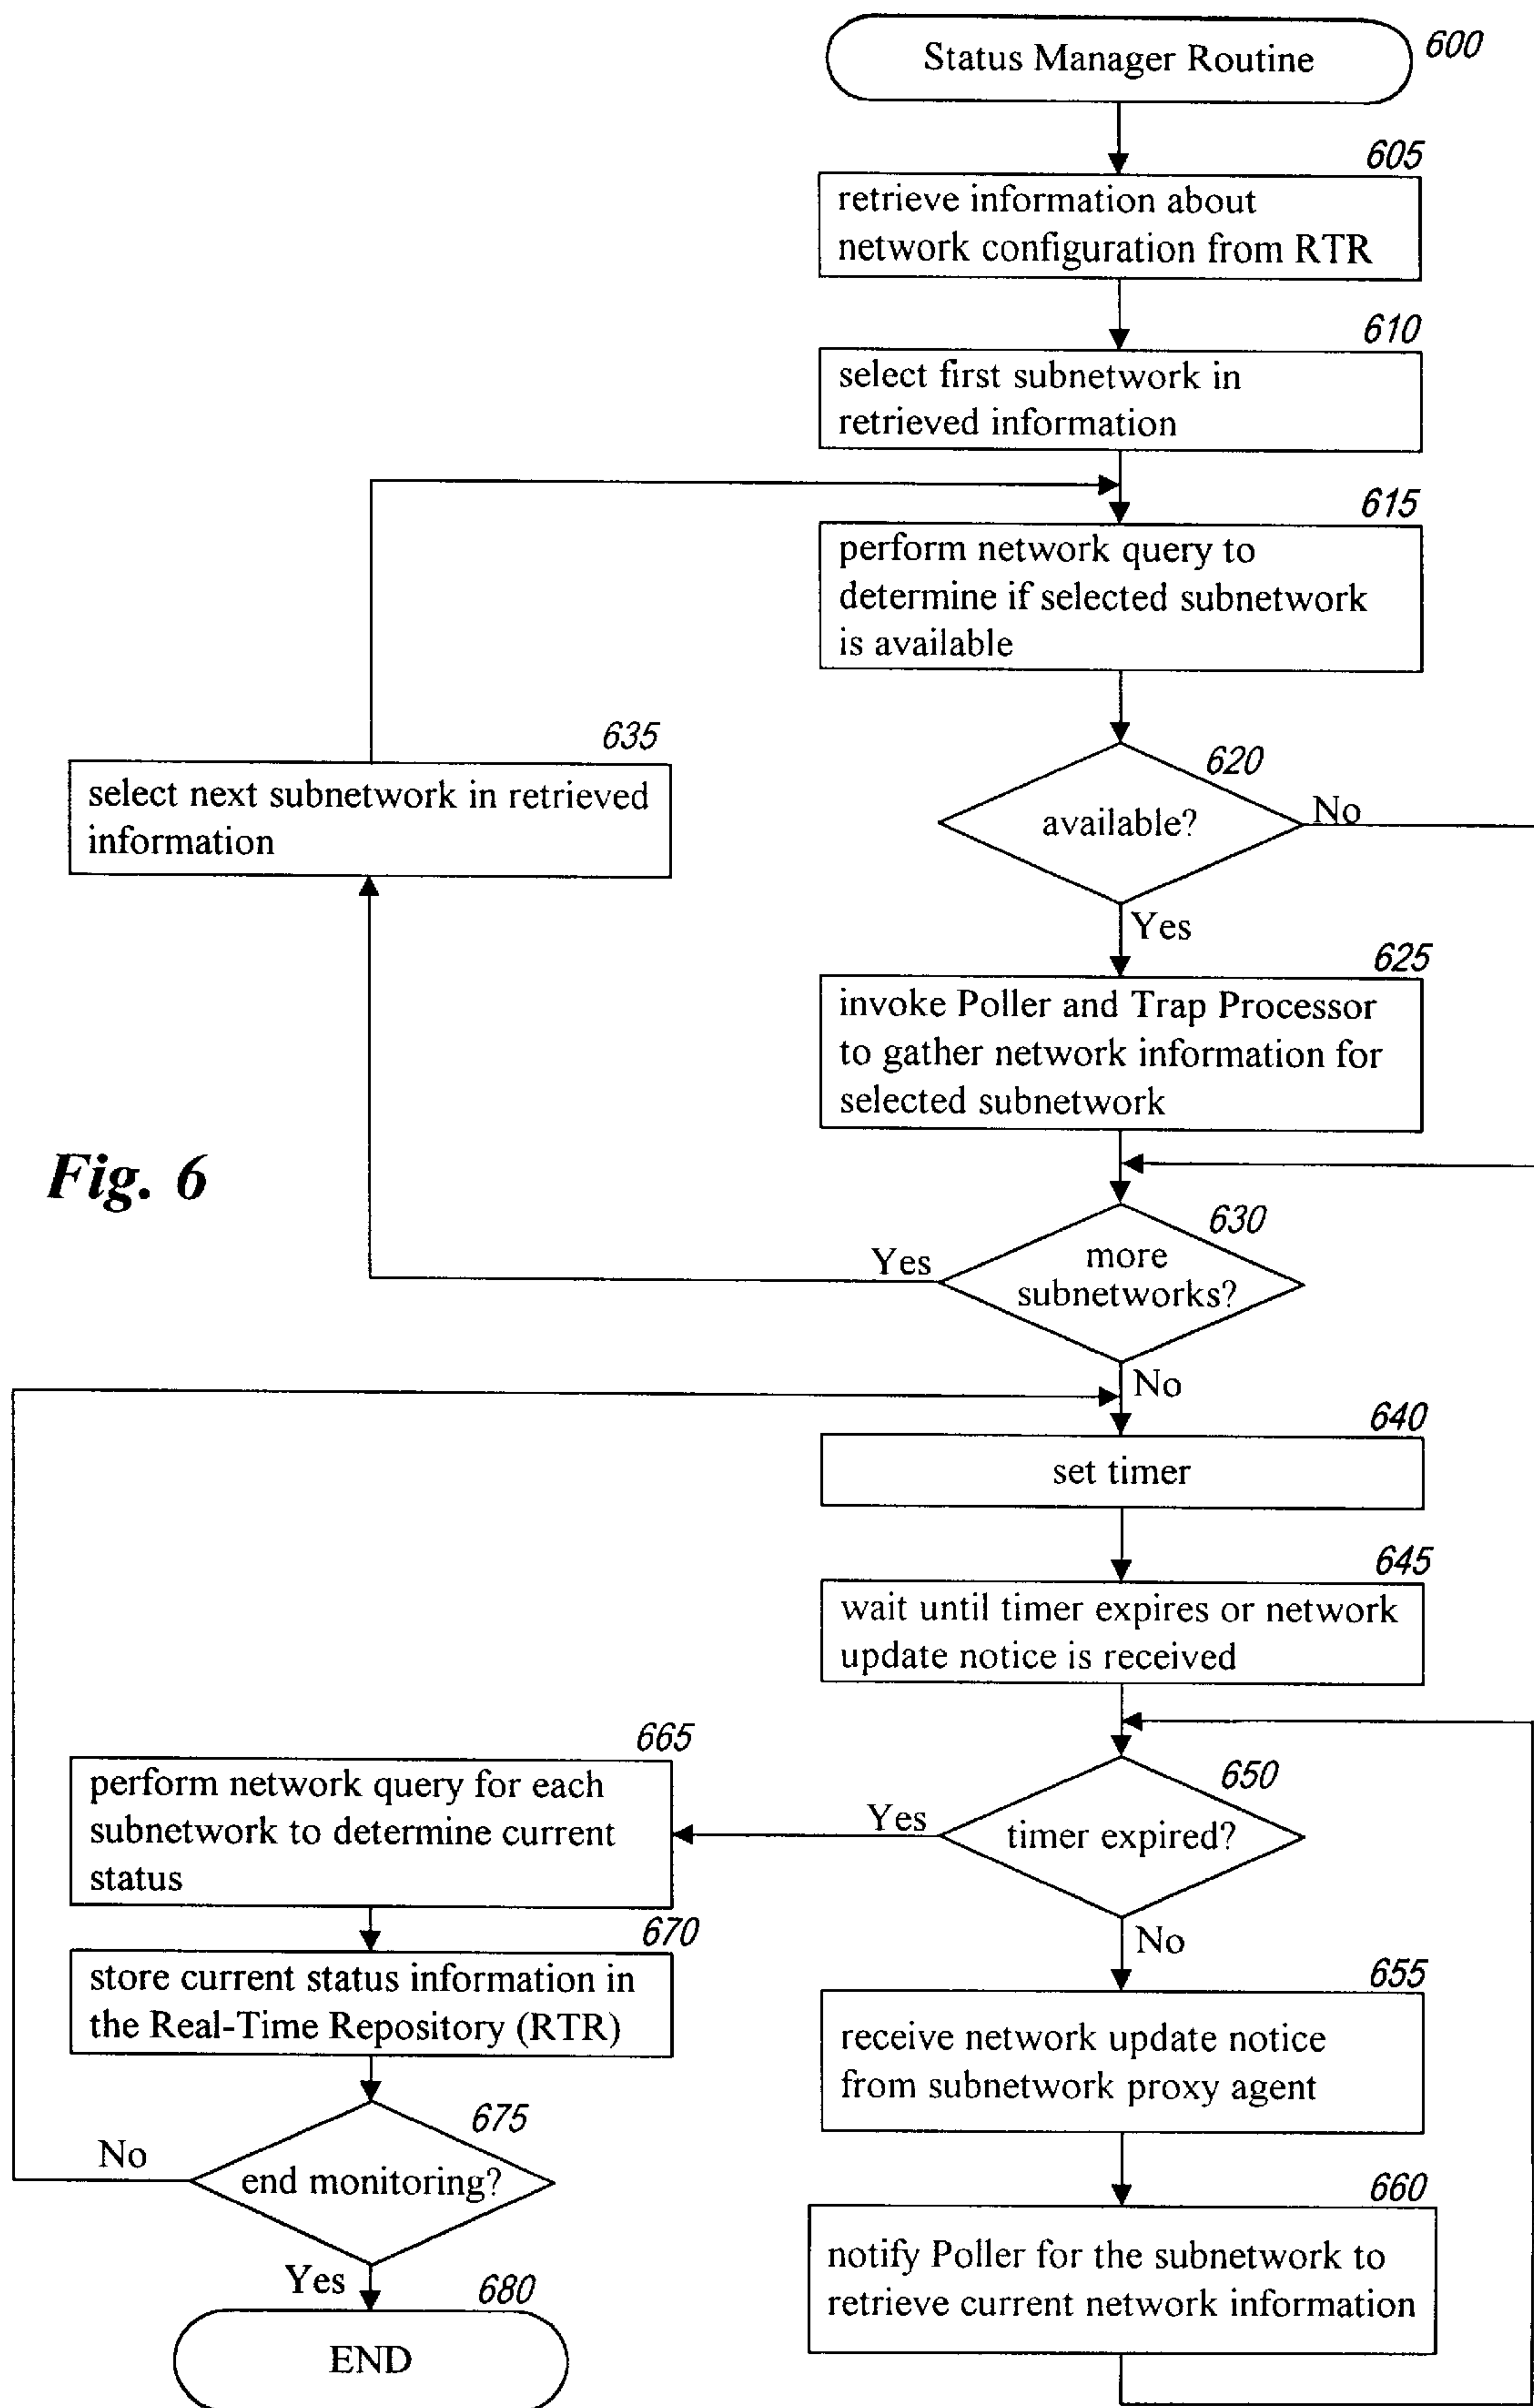 Status Manager Routine
600
605
retrieve information about
network configuration from RTR
610
select first subnetwork in
retrieved information
615
perform network query to
determine if selected subnetwork
is available
635
select next subnetwork in retrieved
information
620
available?
No
Yes
625
invoke Poller and Trap Processor
to gather network information for
selected subnetwork
Fig. 6
630
more
subnetworks?
Yes
No
640
set timer
645
wait until timer expires or network
update notice is received
650
timer expired?
Yes
No
665
perform network query for each
subnetwork to determine current
status
670
store current status information in
the Real-Time Repository (RTR)
655
receive network update notice
from subnetwork proxy agent
675
end monitoring?
No
Yes
660
notify Poller for the subnetwork to
retrieve current network information
680
END